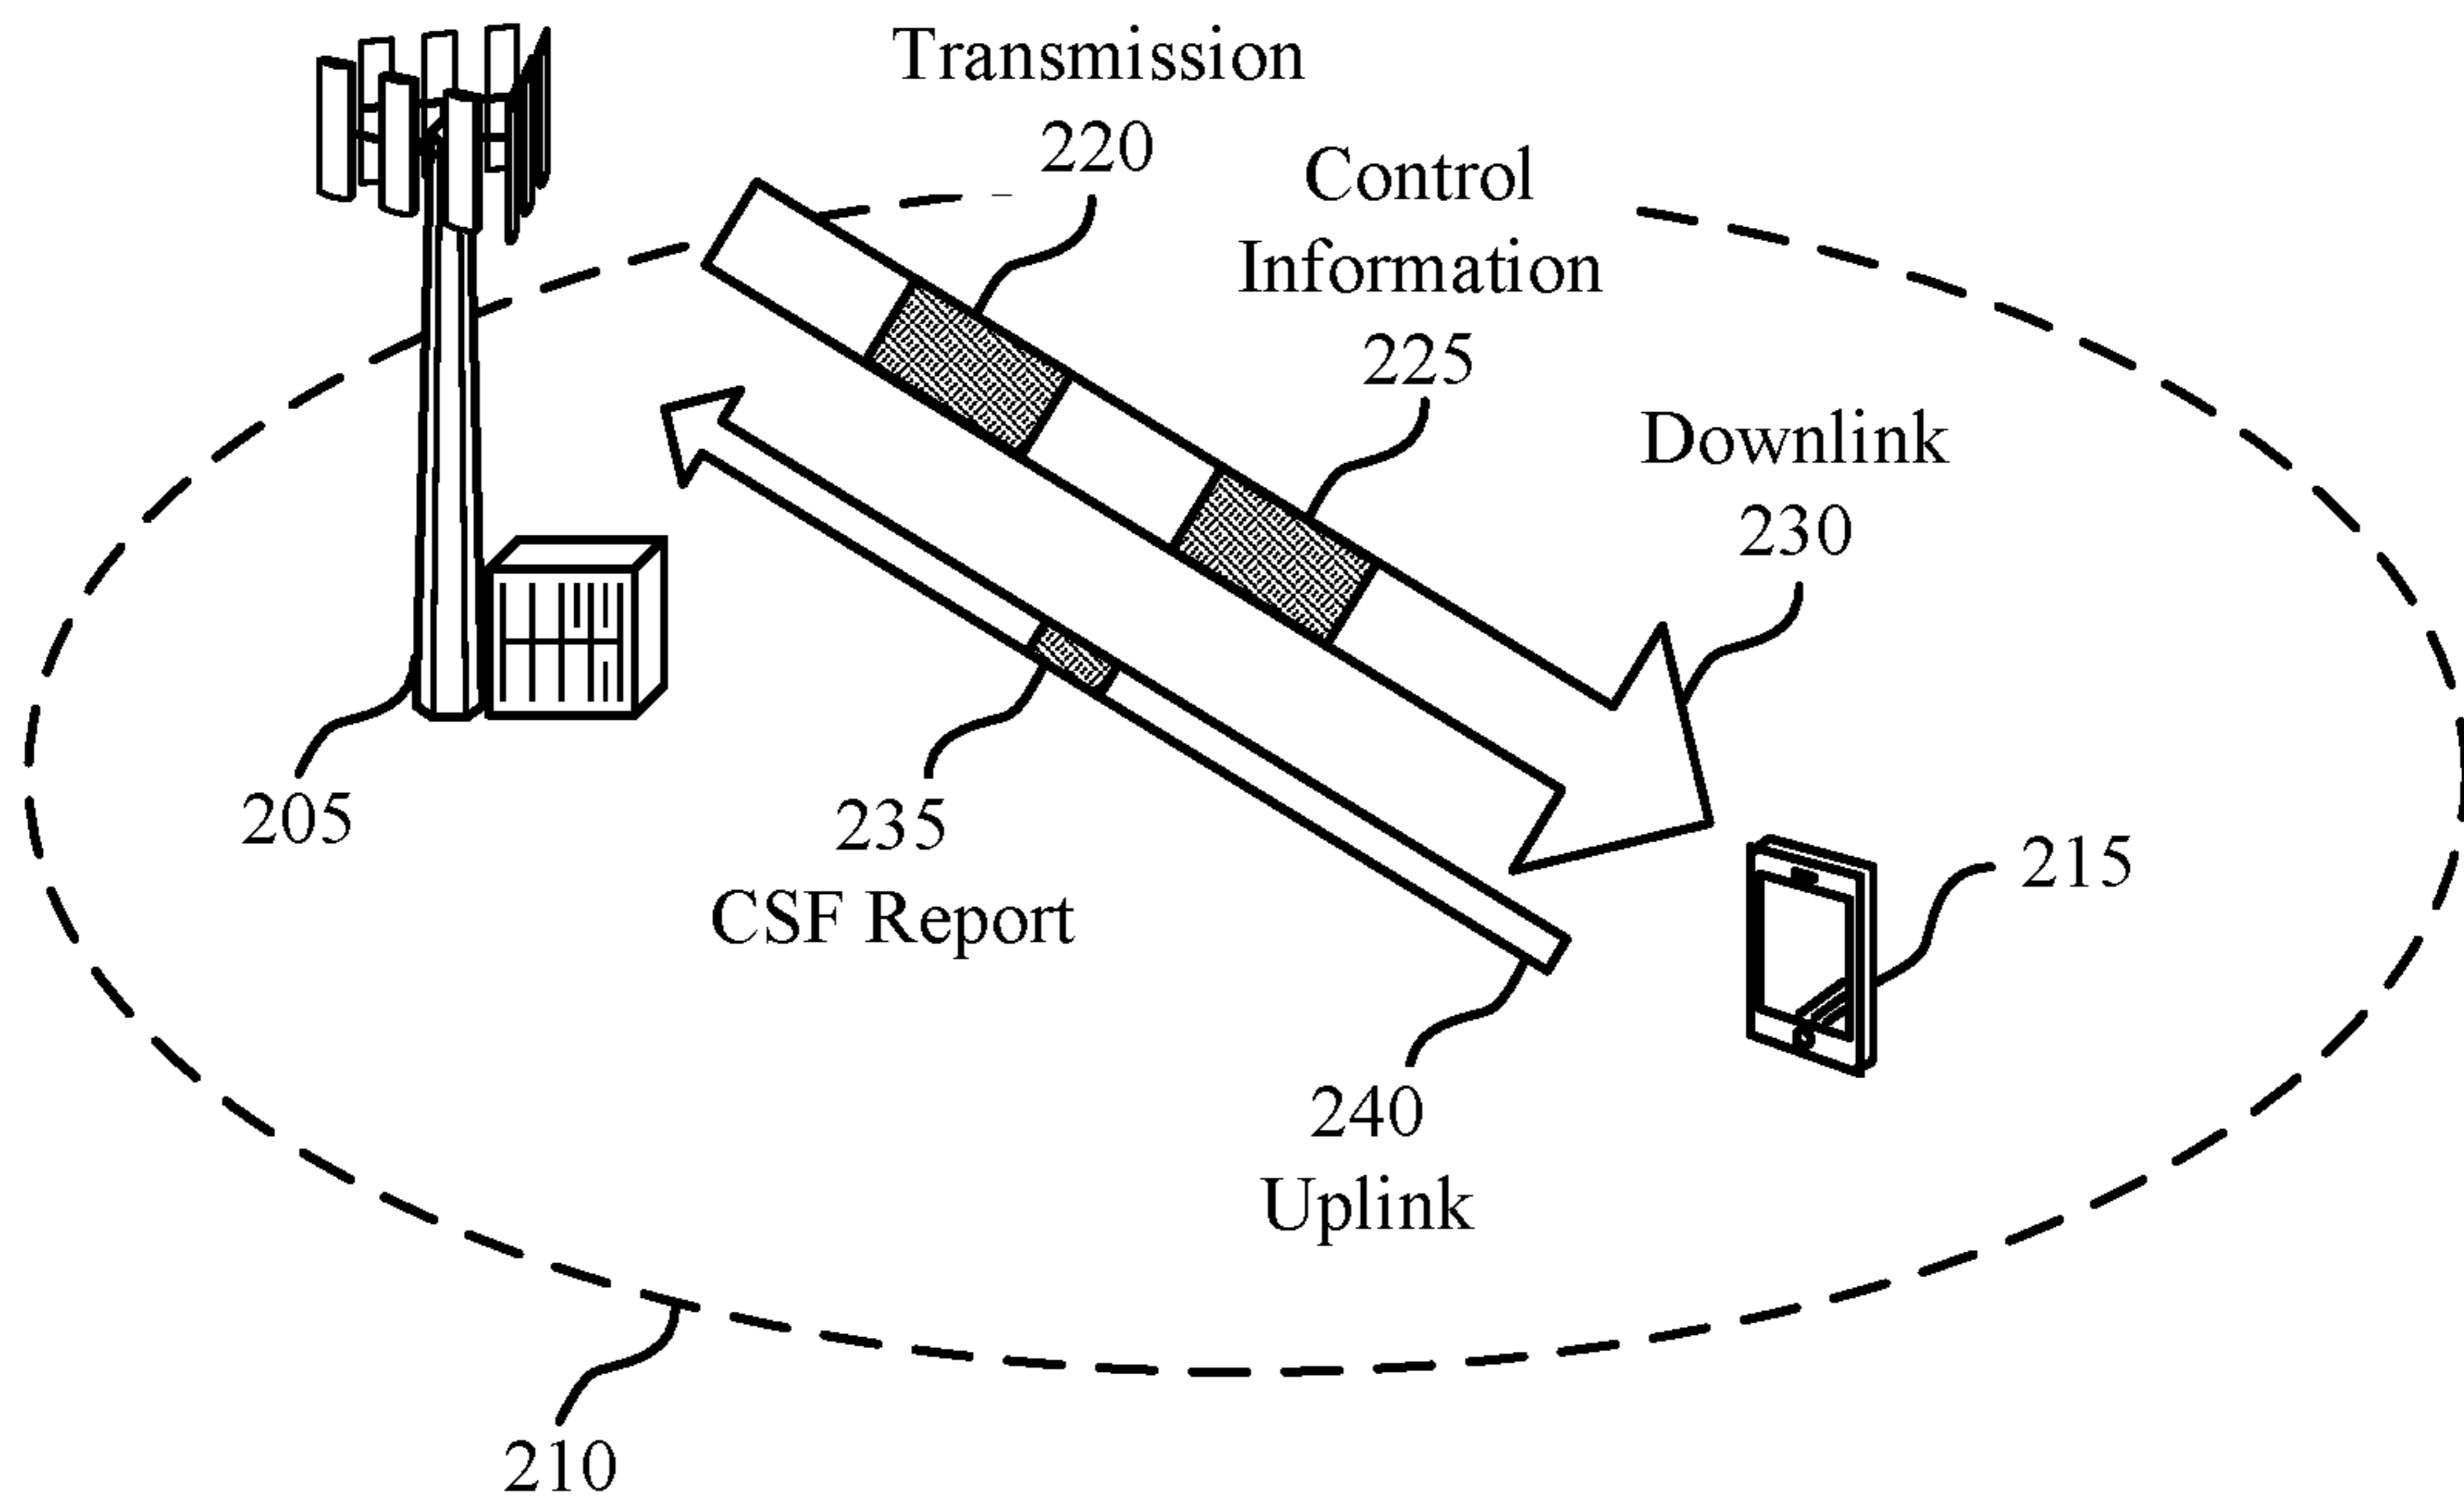 Transmission
220
Control
Information
225
Downlink
230
205
235
CSF Report
215
240
Uplink
210